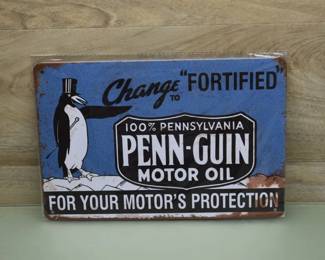 Change TO "FORTIFIED"
100% PENNSYLVANIA
PENN-GUIN
MOTOR OIL
FOR YOUR MOTOR'S PROTECTION